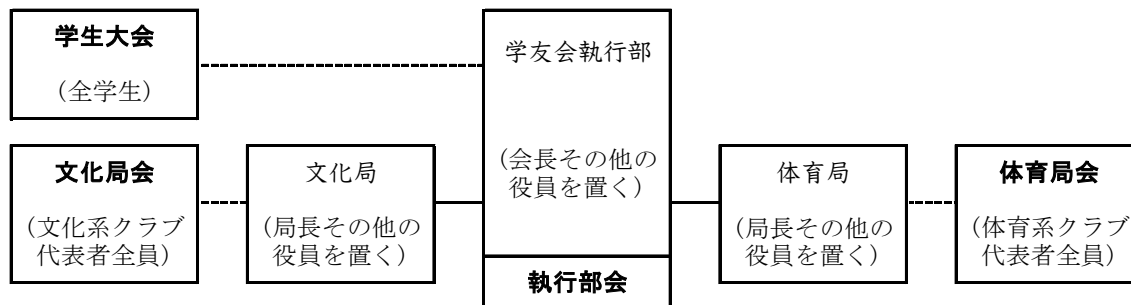 学生大会
(全学生)
学友会執行部
(会長その他の
役員を置く)
執行部会
文化局会
(文化系クラブ
代表者全員)
文化局
(局長その他の
役員を置く)
体育局
(局長その他の
役員を置く)
体育局会
(体育系クラブ
代表者全員)